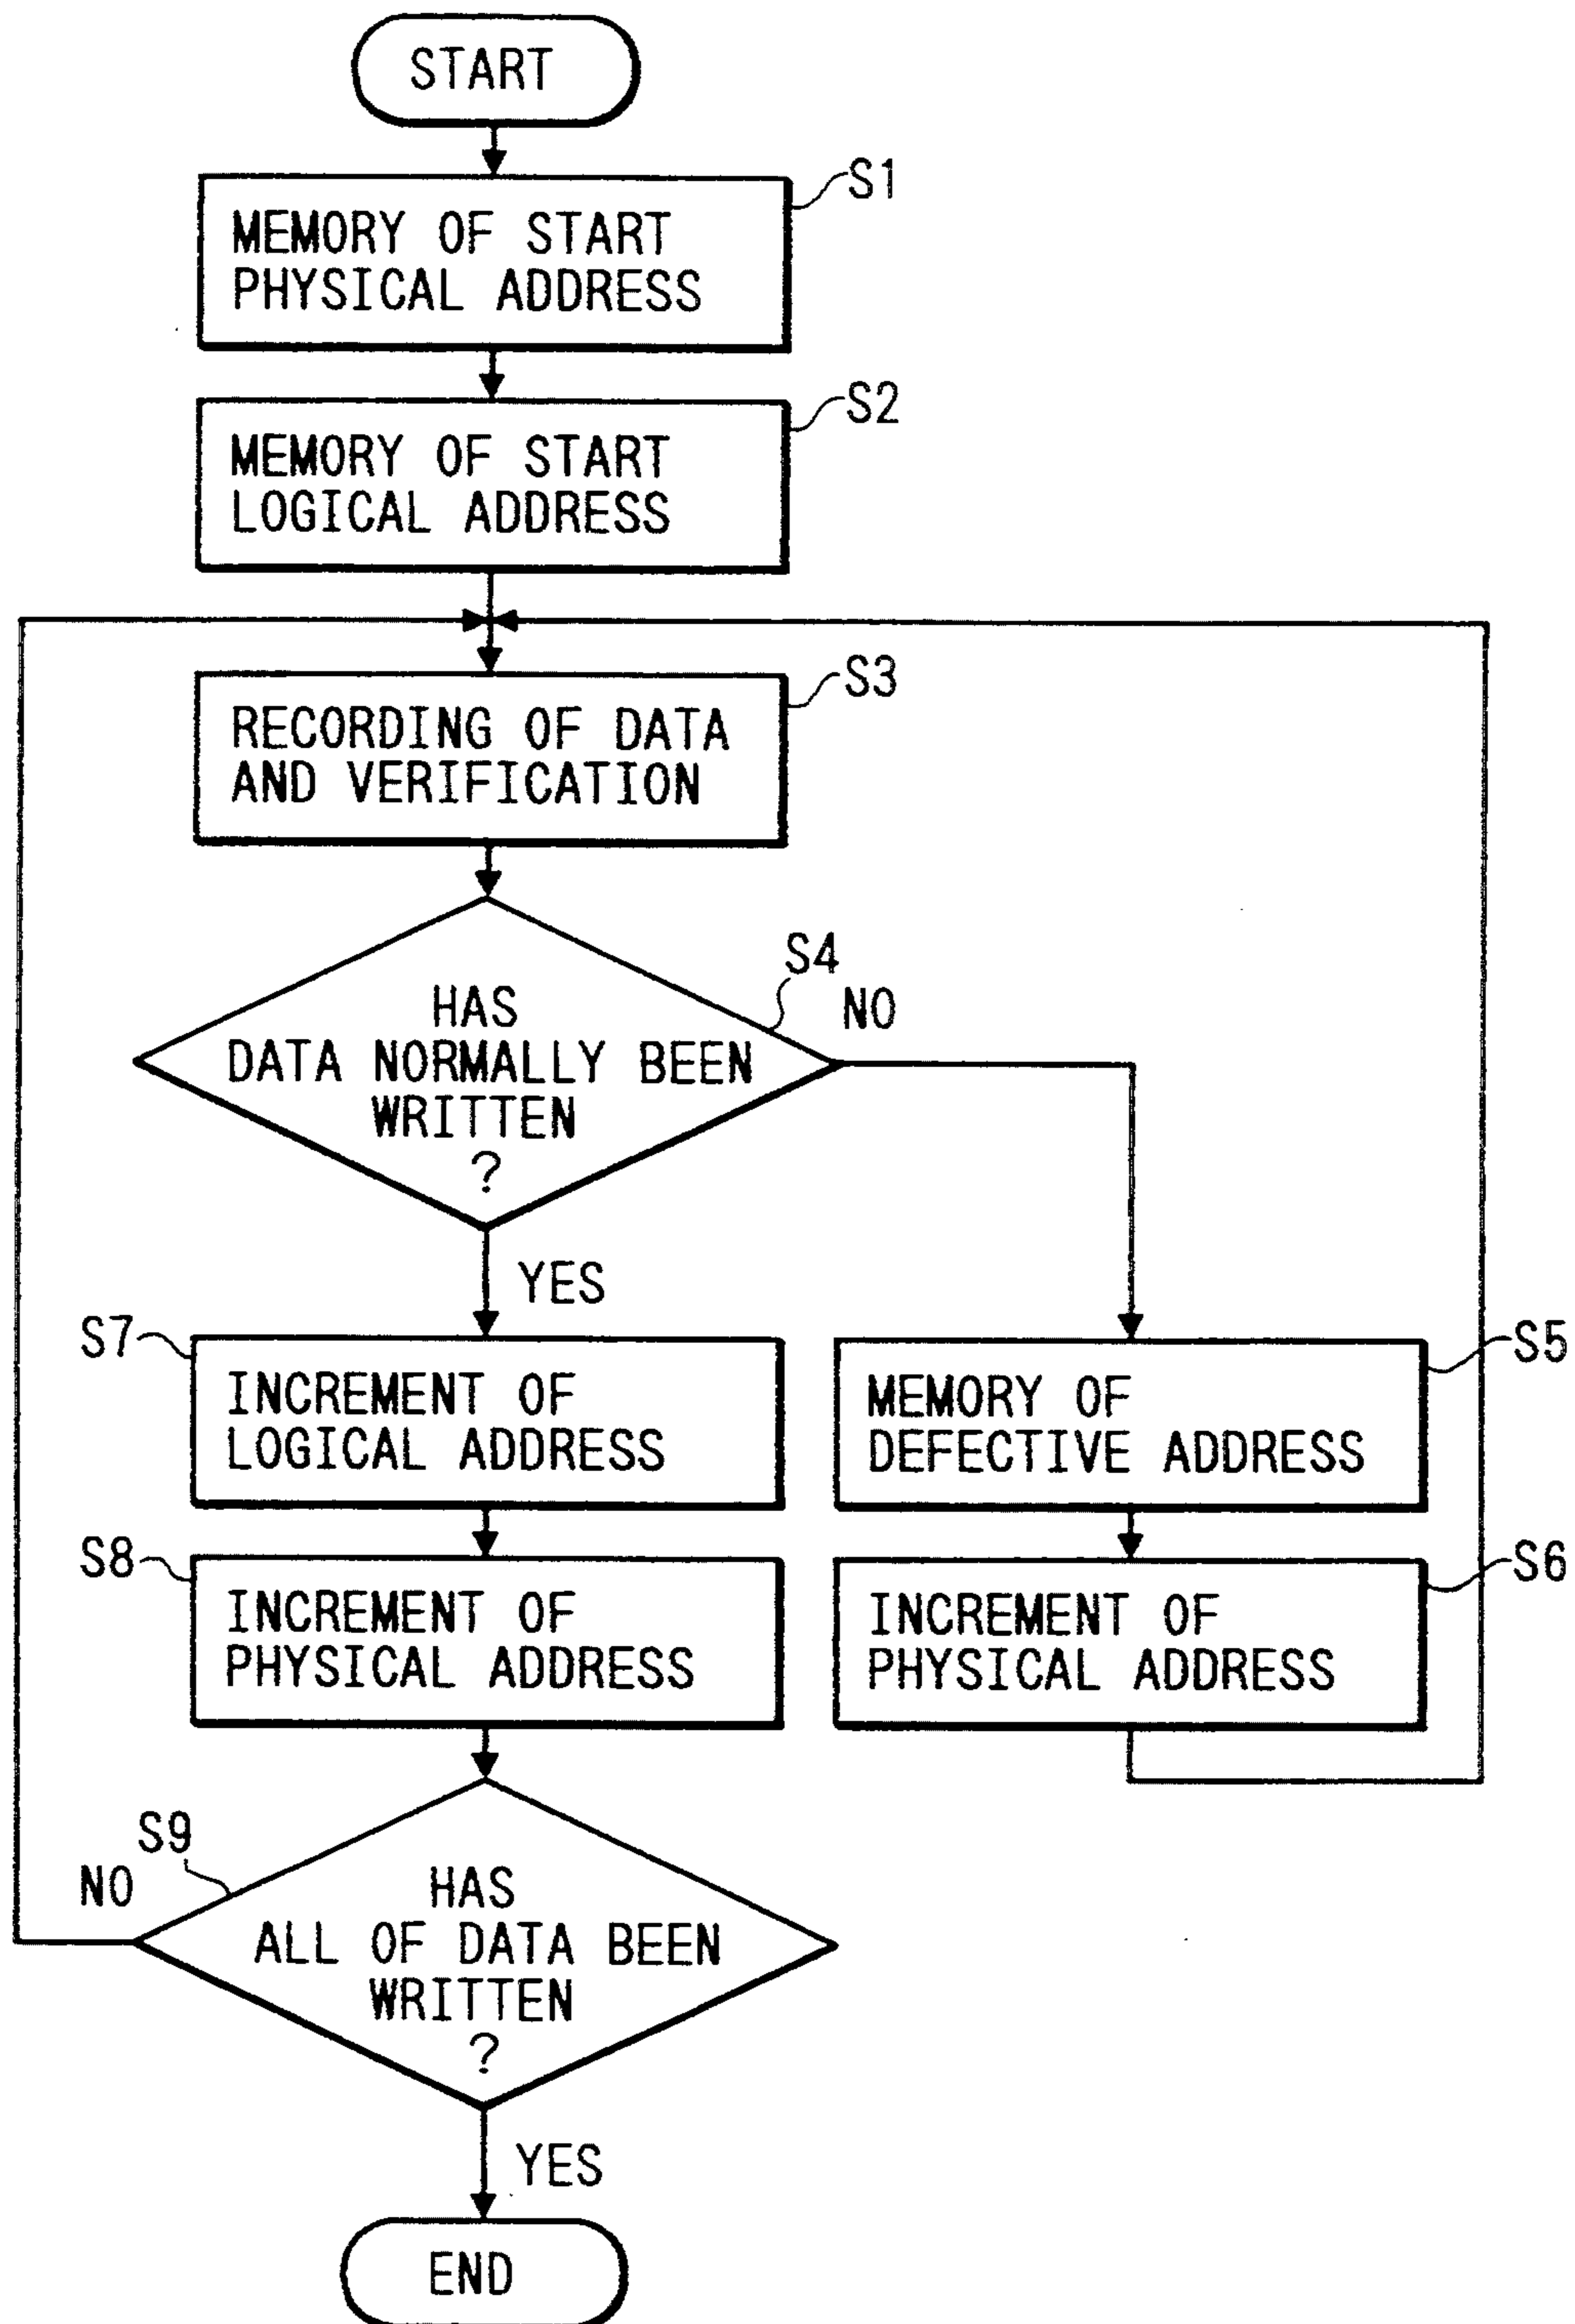 START
S1
MEMORY OF START
PHYSICAL ADDRESS
S2
MEMORY OF START
LOGICAL ADDRESS
S3
RECORDING OF DATA
AND VERIFICATION
S4
NO
HAS
DATA NORMALLY BEEN
WRITTEN
?
YES
S7
INCREMENT OF
LOGICAL ADDRESS
S5
MEMORY OF
DEFECTIVE ADDRESS
S8
INCREMENT OF
PHYSICAL ADDRESS
S6
INCREMENT OF
PHYSICAL ADDRESS
S9
NO
HAS
ALL OF DATA BEEN
WRITTEN
?
YES
END